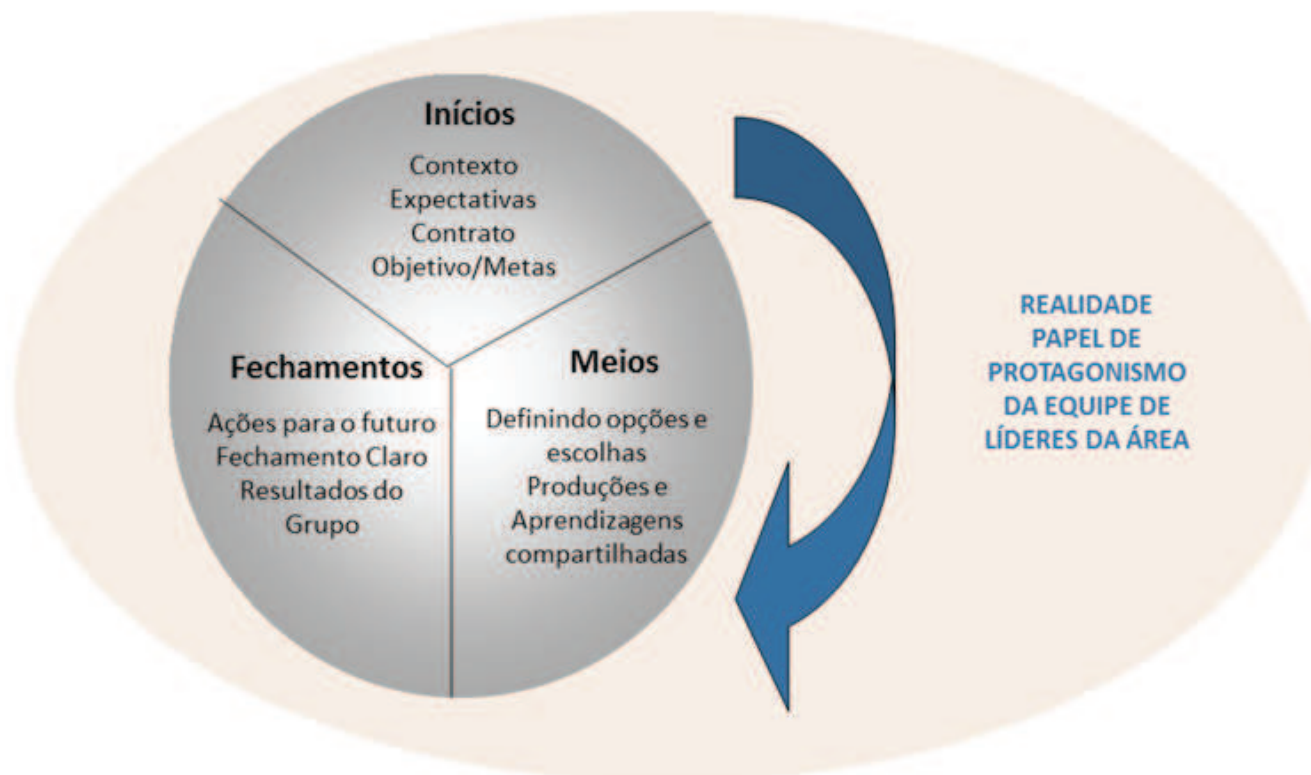 Inícios
Contexto
Expectativas
Contrato
Objetivo/Metas
Meios
Definindo opções e
escolhas
Produções e
Aprendizagens
compartilhadas
Fechamentos
Ações para o futuro
Fechamento Claro
Resultados do
Grupo
REALIDADE
PAPEL DE
PROTAGONISMO
DA EQUIPE DE
LÍDERES DA ÁREA